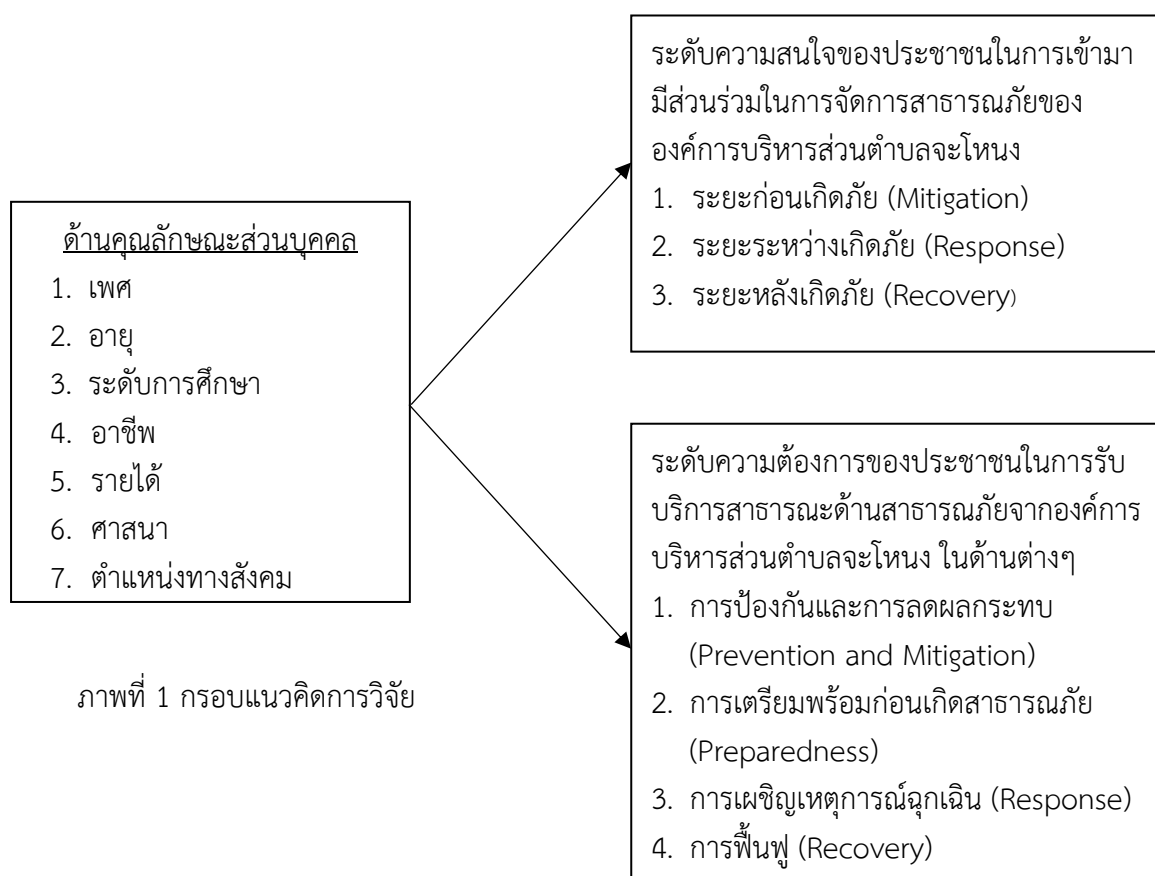 ด้านคุณลักษณะส่วนบุคคล
1. เพศ
2. อายุ
3. ระดับการศึกษา
4. อาชีพ
5. รายได้
6. ศาสนา
7. ตำแหน่งทางสังคม
ภาพที่ 1 กรอบแนวคิดการวิจัย
ระดับความสนใจของประชาชนในการเข้ามา
มีส่วนร่วมในการจัดการสาธารณภัยของ
องค์การบริหารส่วนตำบลจะโหนง
1. ระยะก่อนเกิดภัย (Mitigation)
2. ระยะระหว่างเกิดภัย (Response)
3. ระยะหลังเกิดภัย (Recovery)
ระดับความต้องการของประชาชนในการรับ
บริการสาธารณะด้านสาธารณภัยจากองค์การ
บริหารส่วนตำบลจะโหนง ในด้านต่างๆ
1. การป้องกันและการลดผลกระทบ
(Prevention and Mitigation)
2. การเตรียมพร้อมก่อนเกิดสาธารณภัย
(Preparedness)
3. การเผชิญเหตุการณ์ฉุกเฉิน (Response)
4. การฟื้นฟู (Recovery)